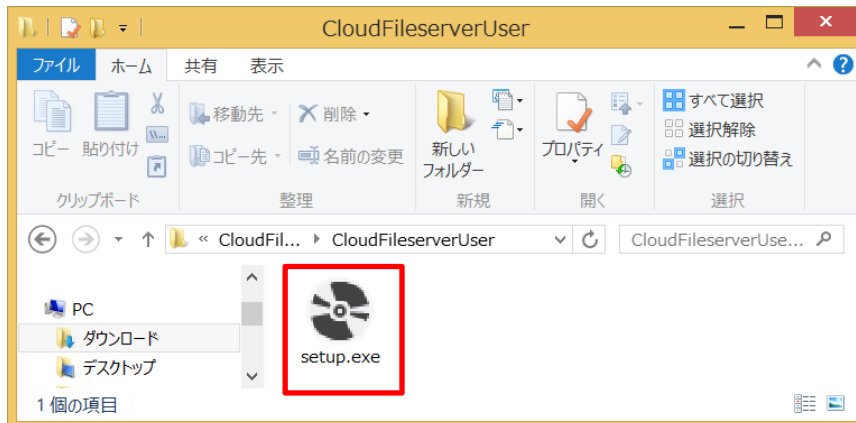 CloudFileserverUser
ファイル ホーム 共有 表示
コピー 貼り付け 移動先 コピー先 削除 名前の変更 新しい フォルダー プロパティ すべて選択 選択解除 選択の切り替え
クリップボード 整理 新規 開く 選択
« CloudFil... CloudFileserverUser CloudFileserverUse...
PC
ダウンロード
デスクトップ
setup.exe
1 個の項目